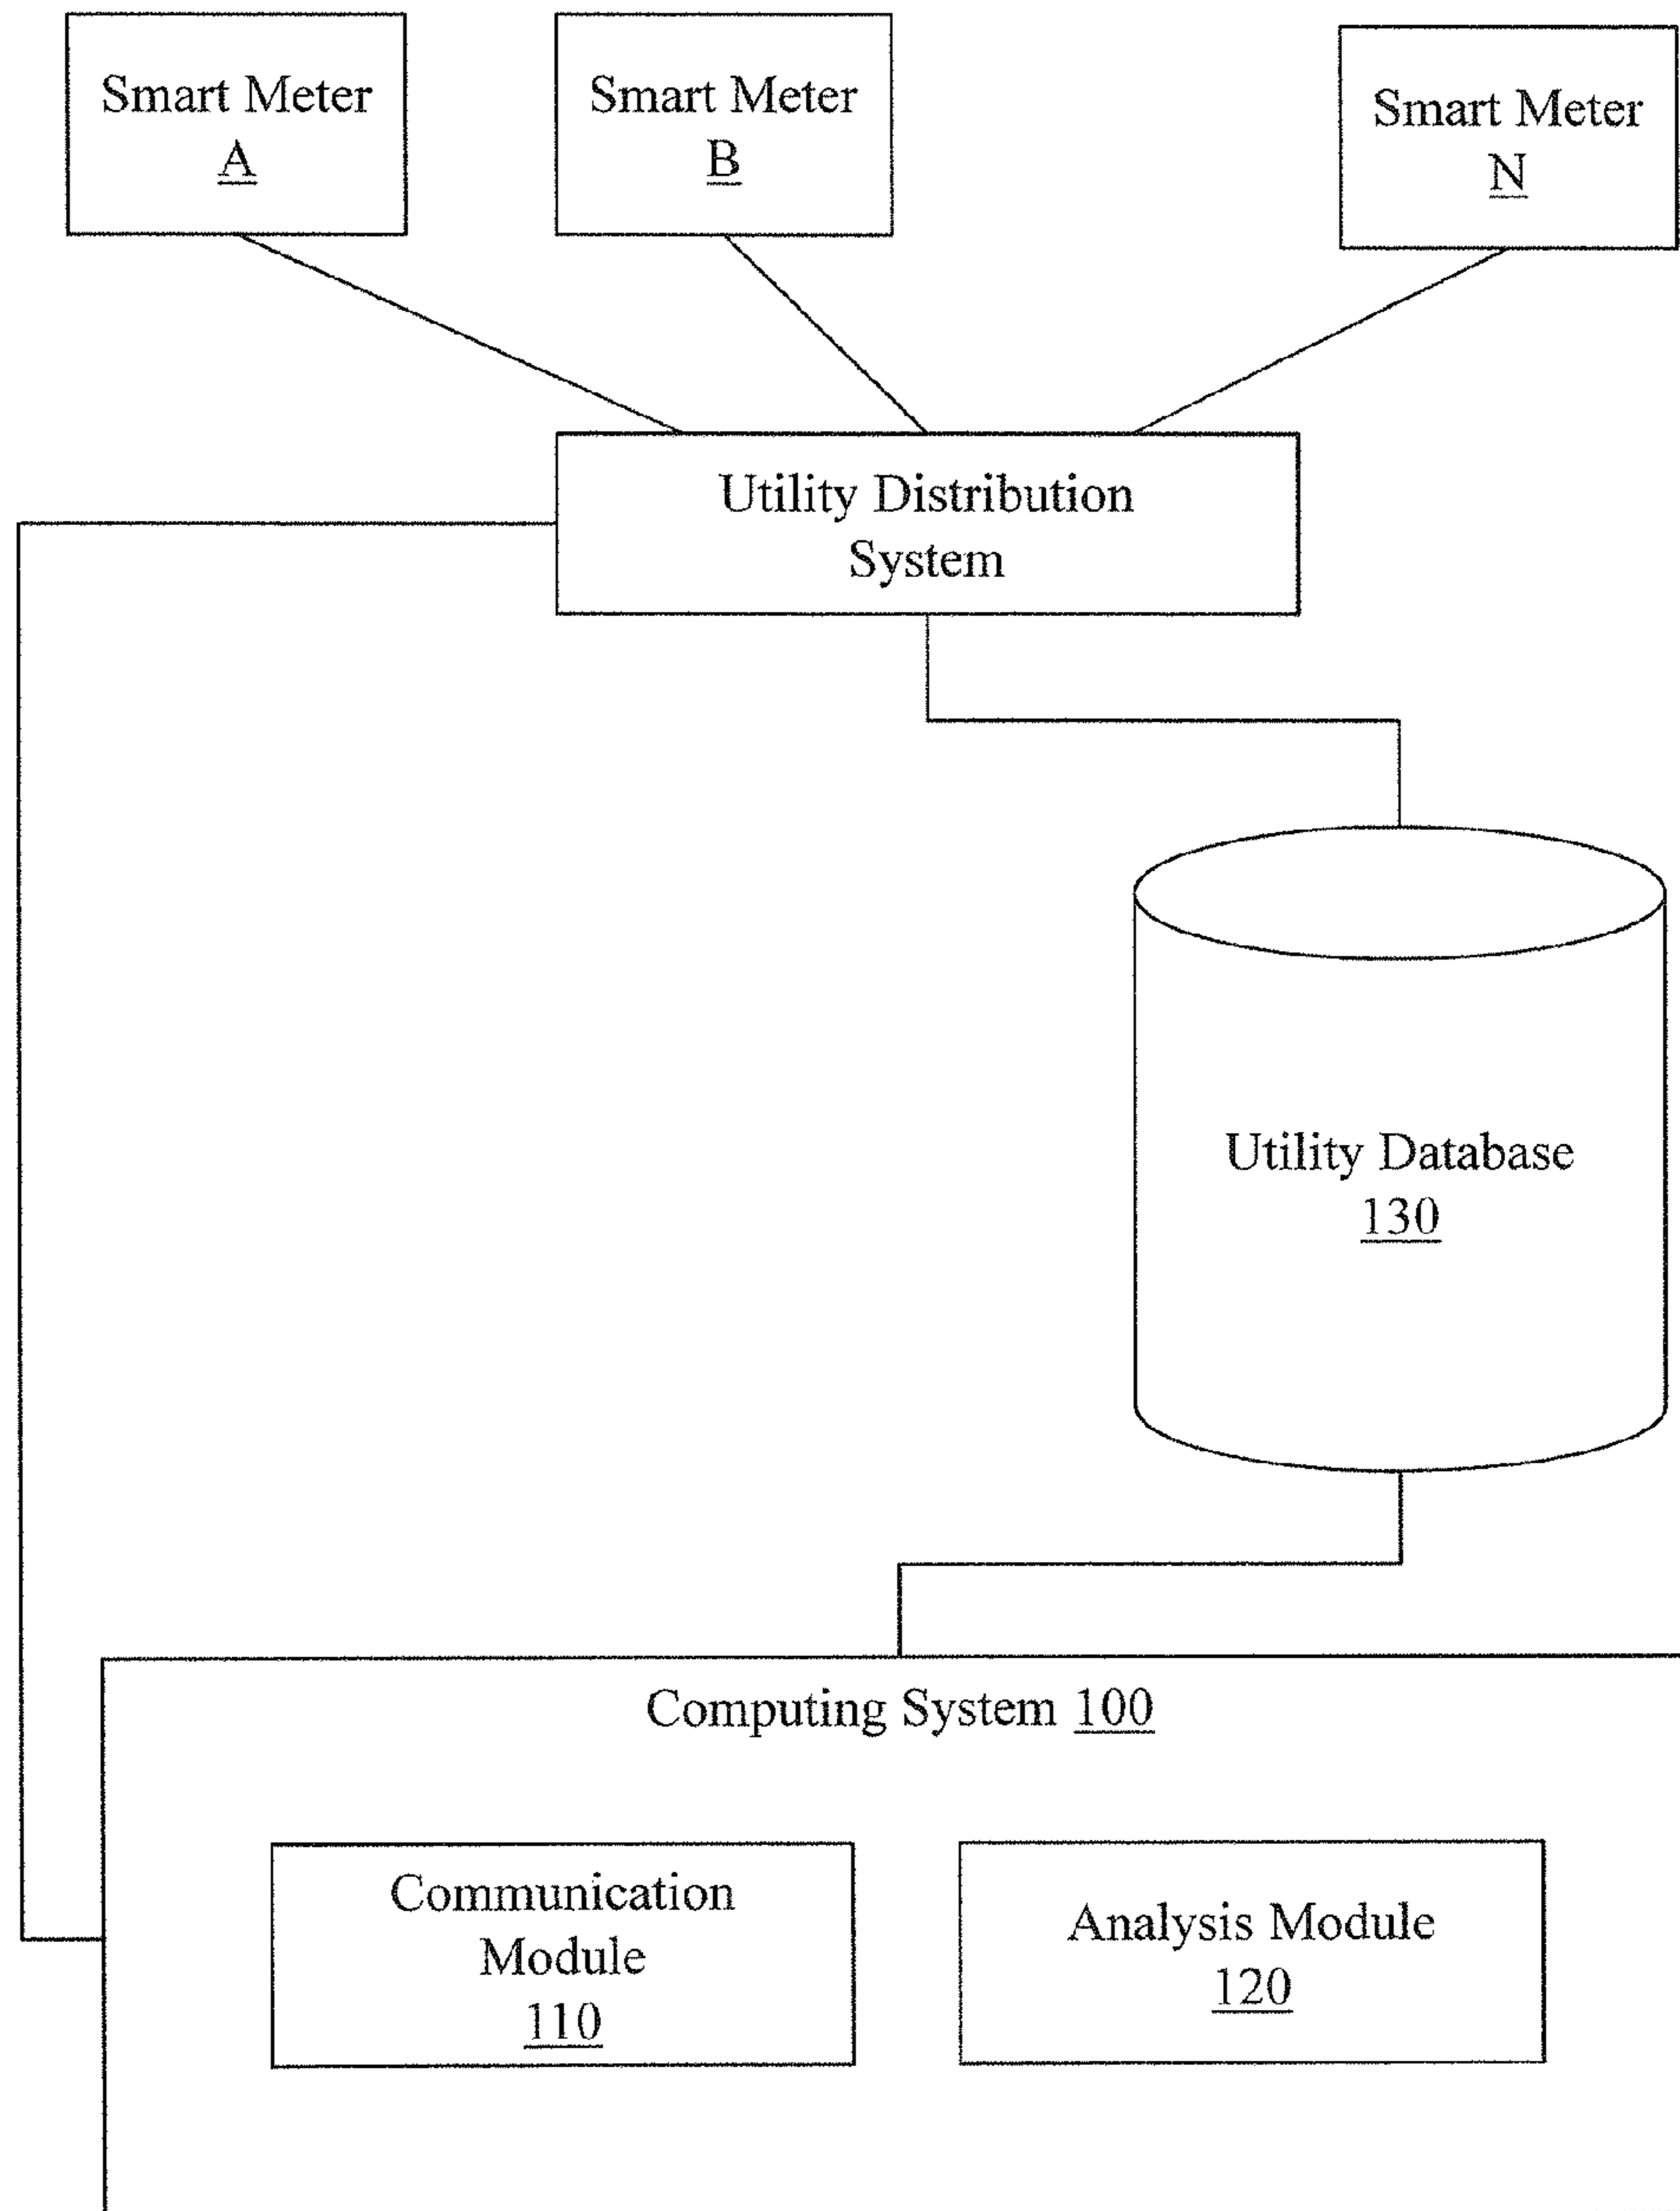 Smart Meter
A
Smart Meter
B
Smart Meter
N
Utility Distribution
System
Utility Database
130
Computing System 100
Communication
Module
110
Analysis Module
120